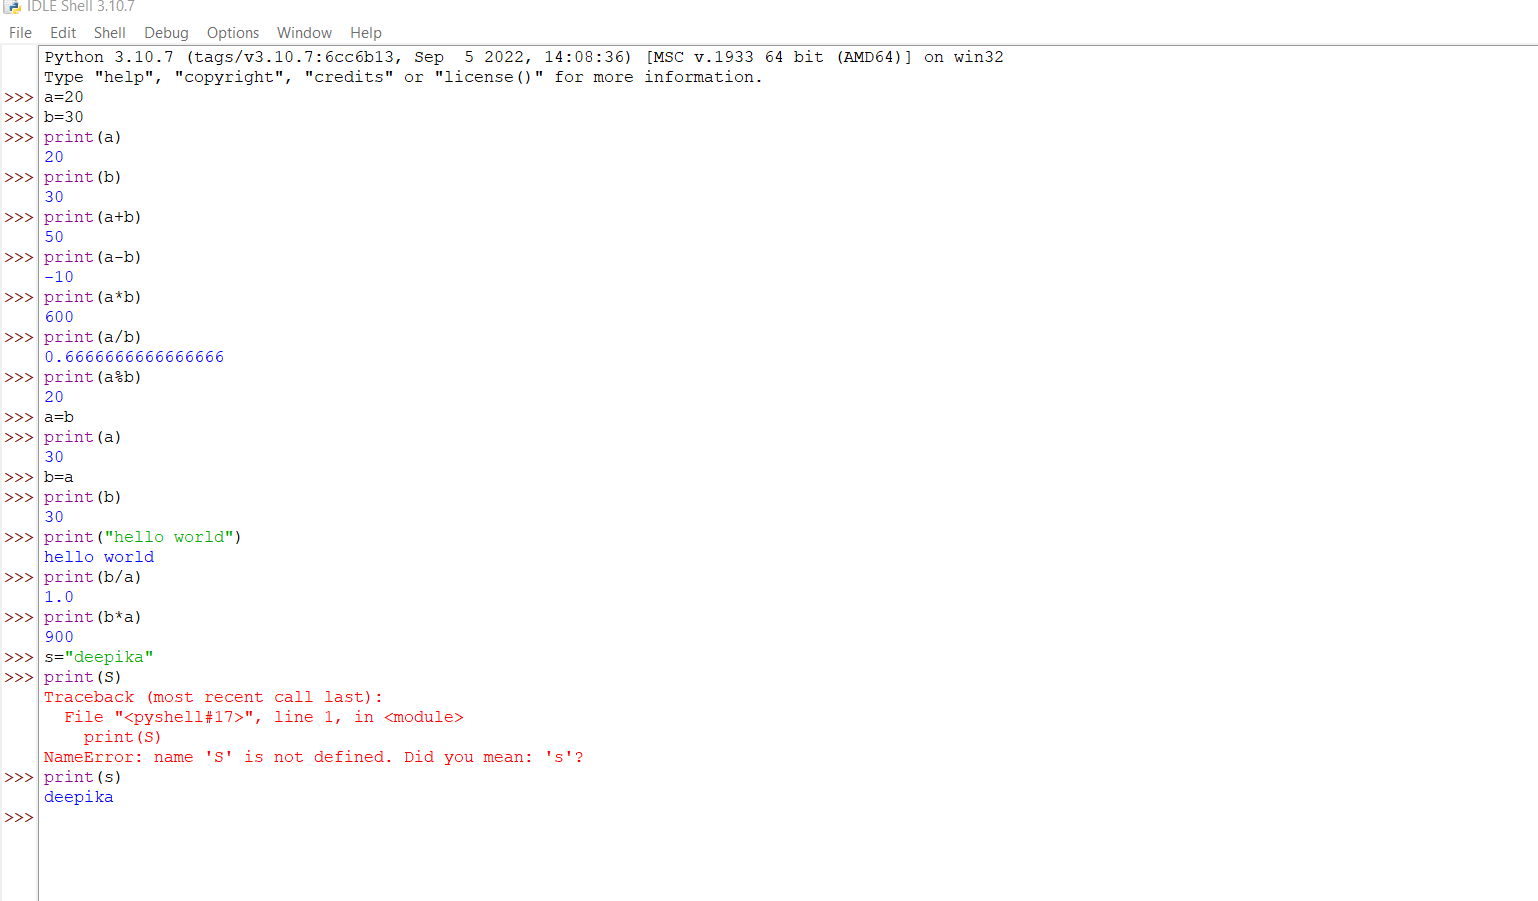 IDLE Shell 3.10.7
File Edit Shell Debug Options Window Help
Python 3.10.7 (tags/v3.10.7:6cc6b13, Sep  5 2022, 14:08:36) [MSC v.1933 64 bit (AMD64)] on win32
Type "help", "copyright", "credits" or "license()" for more information.
>>> a=20
>>> b=30
>>> print(a)
20
>>> print(b)
30
>>> print(a+b)
50
>>> print(a-b)
-10
>>> print(a*b)
600
>>> print(a/b)
0.6666666666666666
>>> print(a%b)
20
>>> a=b
>>> print(a)
30
>>> b=a
>>> print(b)
30
>>> print("hello world")
hello world
>>> print(b/a)
1.0
>>> print(b*a)
900
>>> s="deepika"
>>> print(S)
Traceback (most recent call last):
  File "<pyshell#17>", line 1, in <module>
    print(S)
NameError: name 'S' is not defined. Did you mean: 's'?
>>> print(s)
deepika
>>>